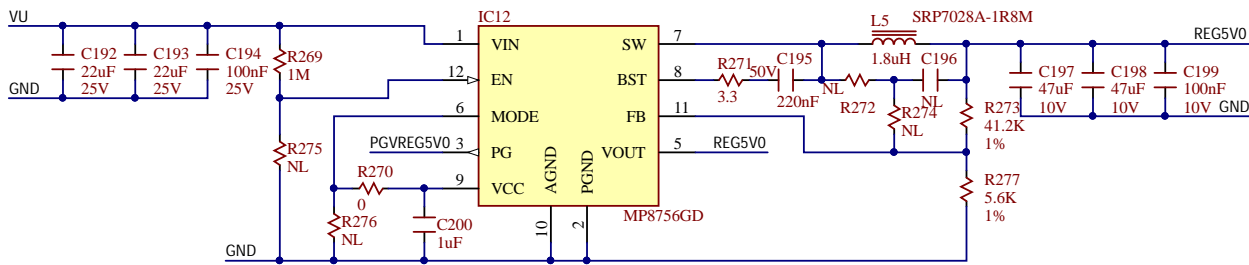 VU
C192
22uF
25V
C193
22uF
25V
C194
100nF
25V
R269
1M
GND
R275
NL
GND
PGVREG5V0
R270
0
R276
NL
C200
1uF
IC12
1
VIN
12
EN
6
MODE
3
PG
9
VCC
AGND
10
PGND
2
SW
7
BST
8
FB
11
VOUT
5
MP8756GD
REG5V0
R271
3.3
50V
C195
220nF
L5
SRP7028A-1R8M
1.8uH
NL
R272
C196
NL
R274
NL
R273
41.2K
1%
R277
5.6K
1%
REG5V0
C197
47uF
10V
C198
47uF
10V
C199
100nF
10V
GND